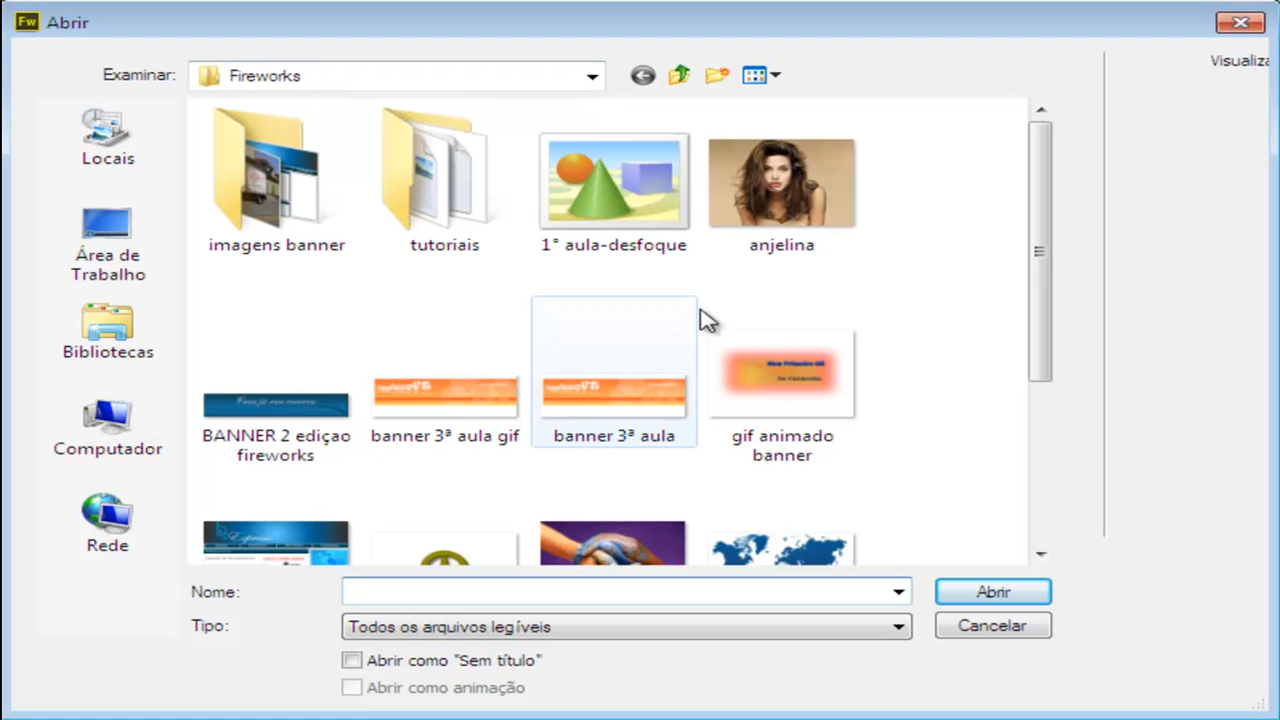 Fw Abrir
Examinar: Fireworks
Visualiza
Locais
Área de
Trabalho
Bibliotecas
Computador
Rede
imagens banner
tutoriais
1° aula-desfoque
anjelina
BANNER 2 ediçao
fireworks
banner 3ª aula gif
banner 3ª aula
gif animado
banner
Nome:
Abrir
Tipo: Todos os arquivos legíveis
Cancelar
Abrir como "Sem título"
Abrir como animação